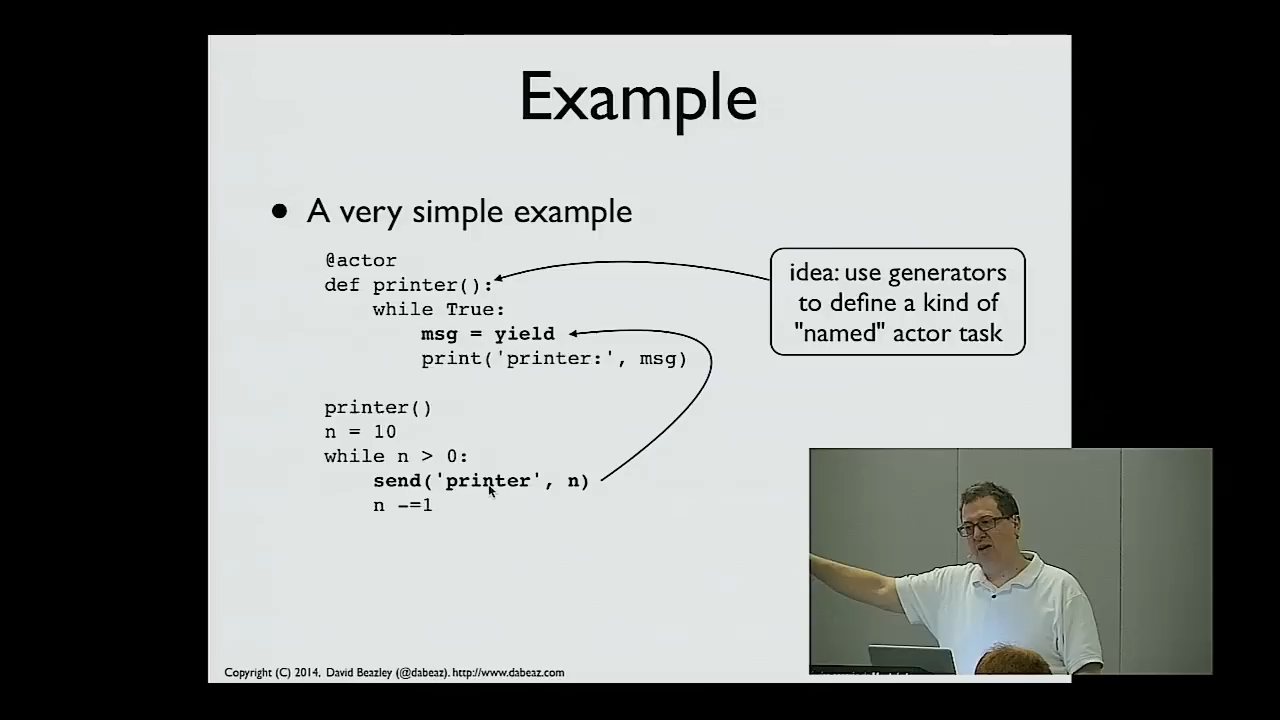 Example
• A very simple example
@actor
def printer():
    while True:
        msg = yield
        print('printer:', msg)
printer()
n = 10
while n > 0:
    send('printer', n)
    n -=1
idea: use generators
to define a kind of
"named" actor task
Copyright (C) 2014, David Beazley (@dabeaz). http://www.dabeaz.com